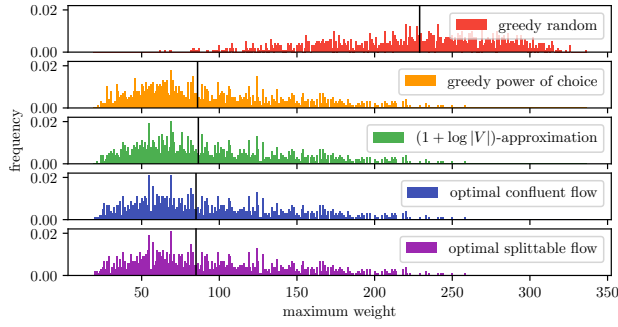 0.02
0.00
greedy random
0.02
0.00
greedy power of choice
0.02
0.00
(1 + log |V|)-approximation
0.02
0.00
optimal confluent flow
0.02
0.00
optimal splittable flow
frequency
50 100 150 200 250 300 350
maximum weight